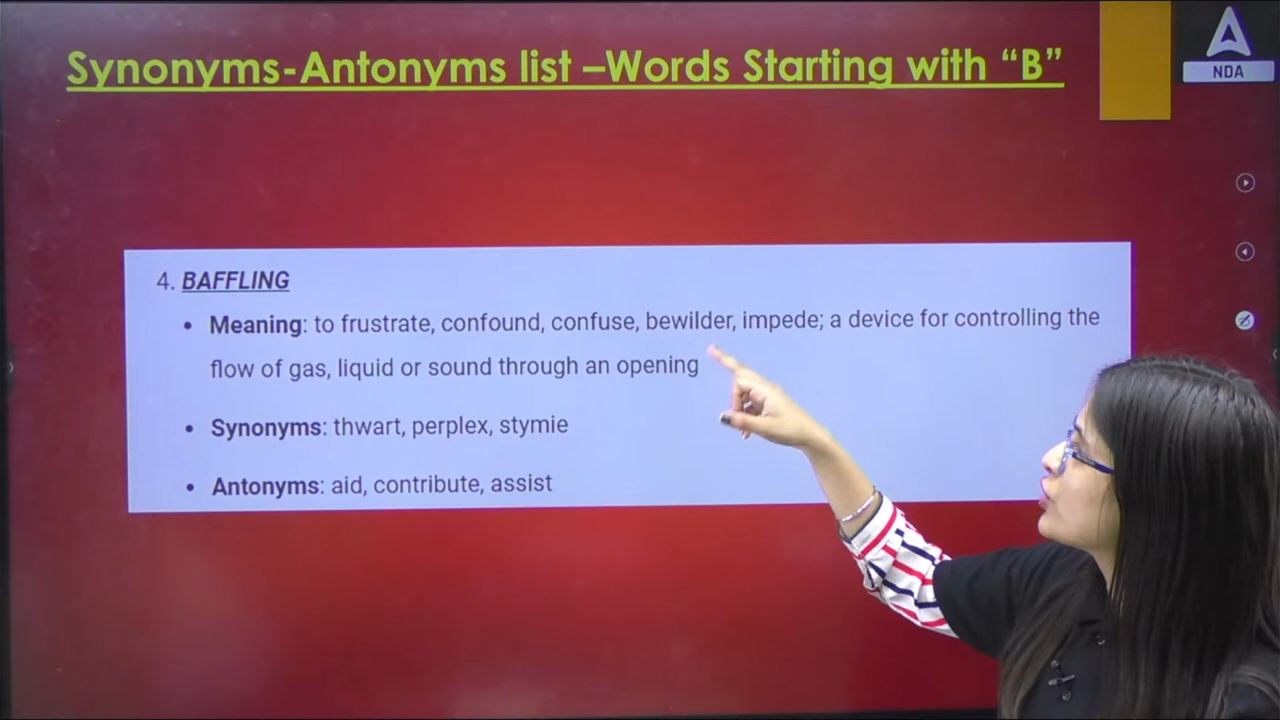 Synonyms-Antonyms list –Words Starting with “B”
A
NDA
4. BAFFLING
• Meaning: to frustrate, confound, confuse, bewilder, impede; a device for controlling the
flow of gas, liquid or sound through an opening
• Synonyms: thwart, perplex, stymie
• Antonyms: aid, contribute, assist